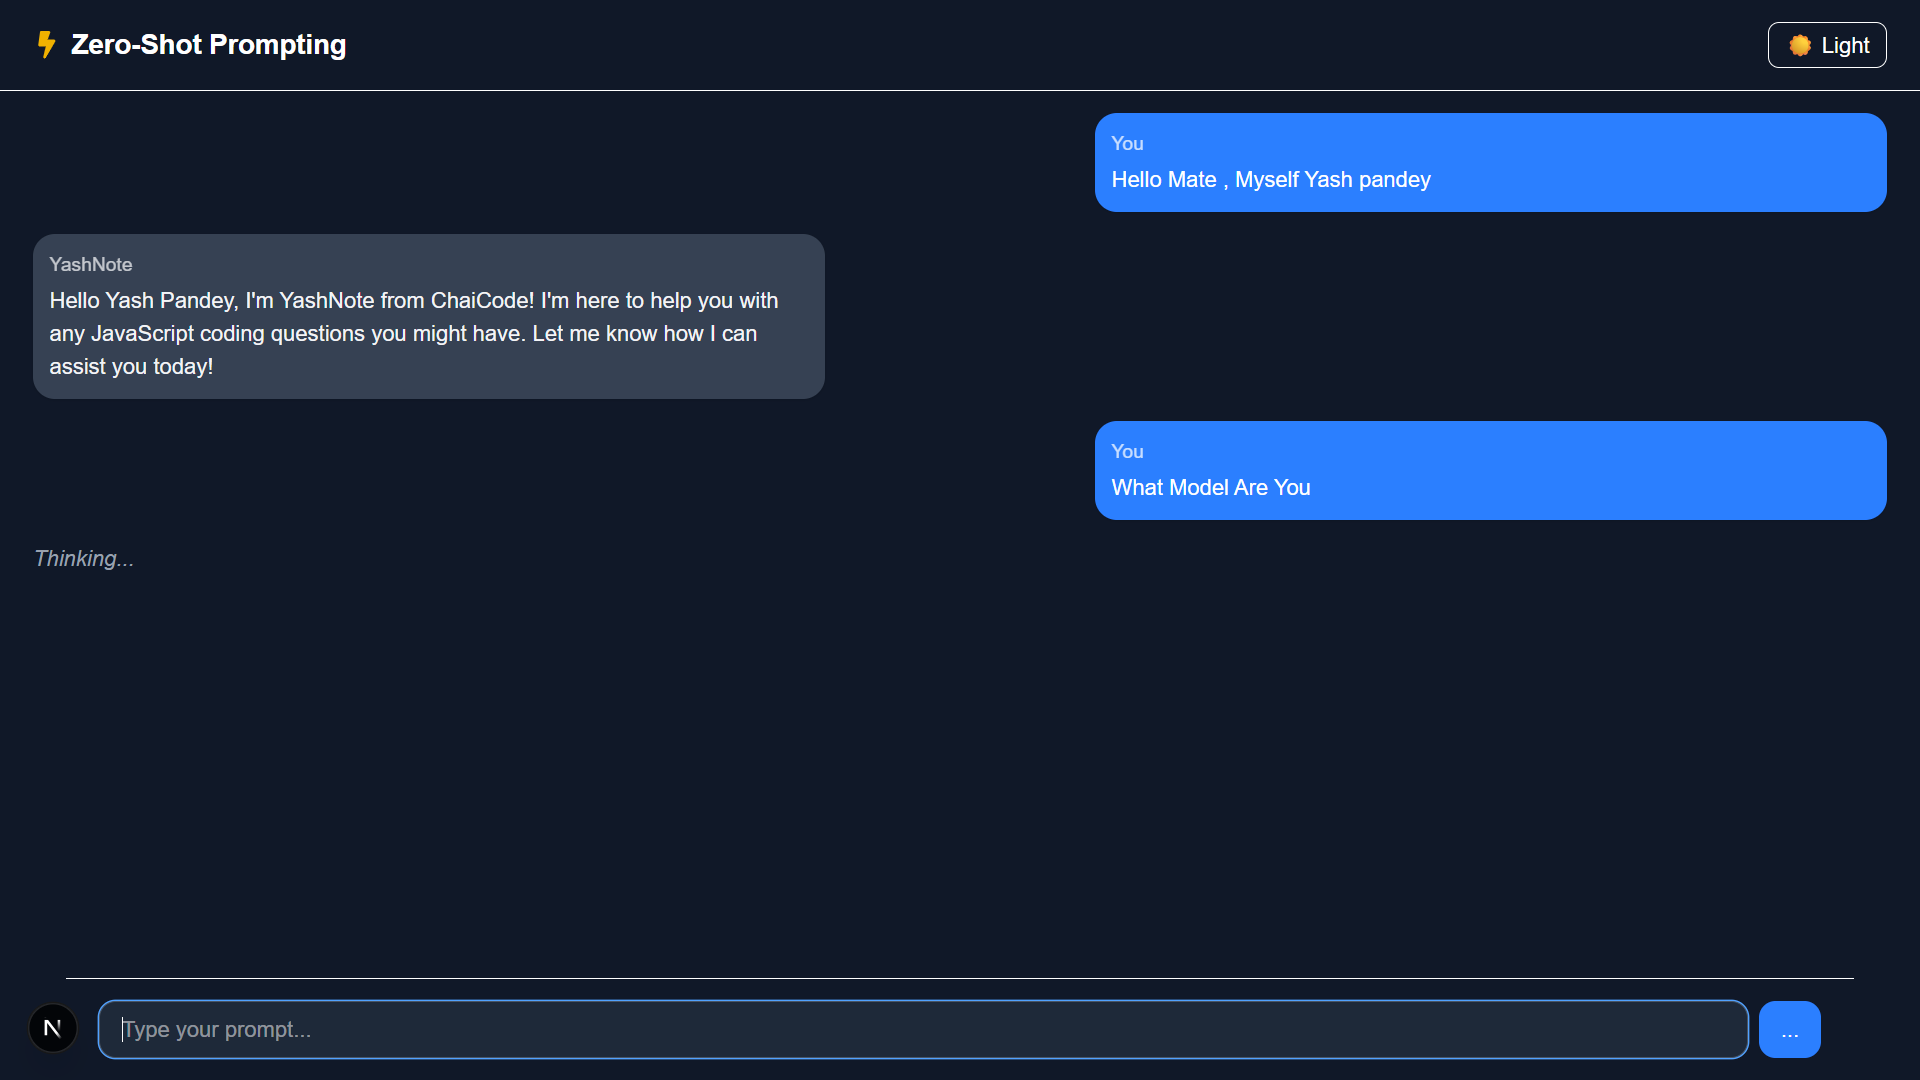 Zero-Shot Prompting
Light
You
Hello Mate , Myself Yash pandey
YashNote
Hello Yash Pandey, I'm YashNote from ChaiCode! I'm here to help you with
any JavaScript coding questions you might have. Let me know how I can
assist you today!
You
What Model Are You
Thinking...
N
Type your prompt...
...